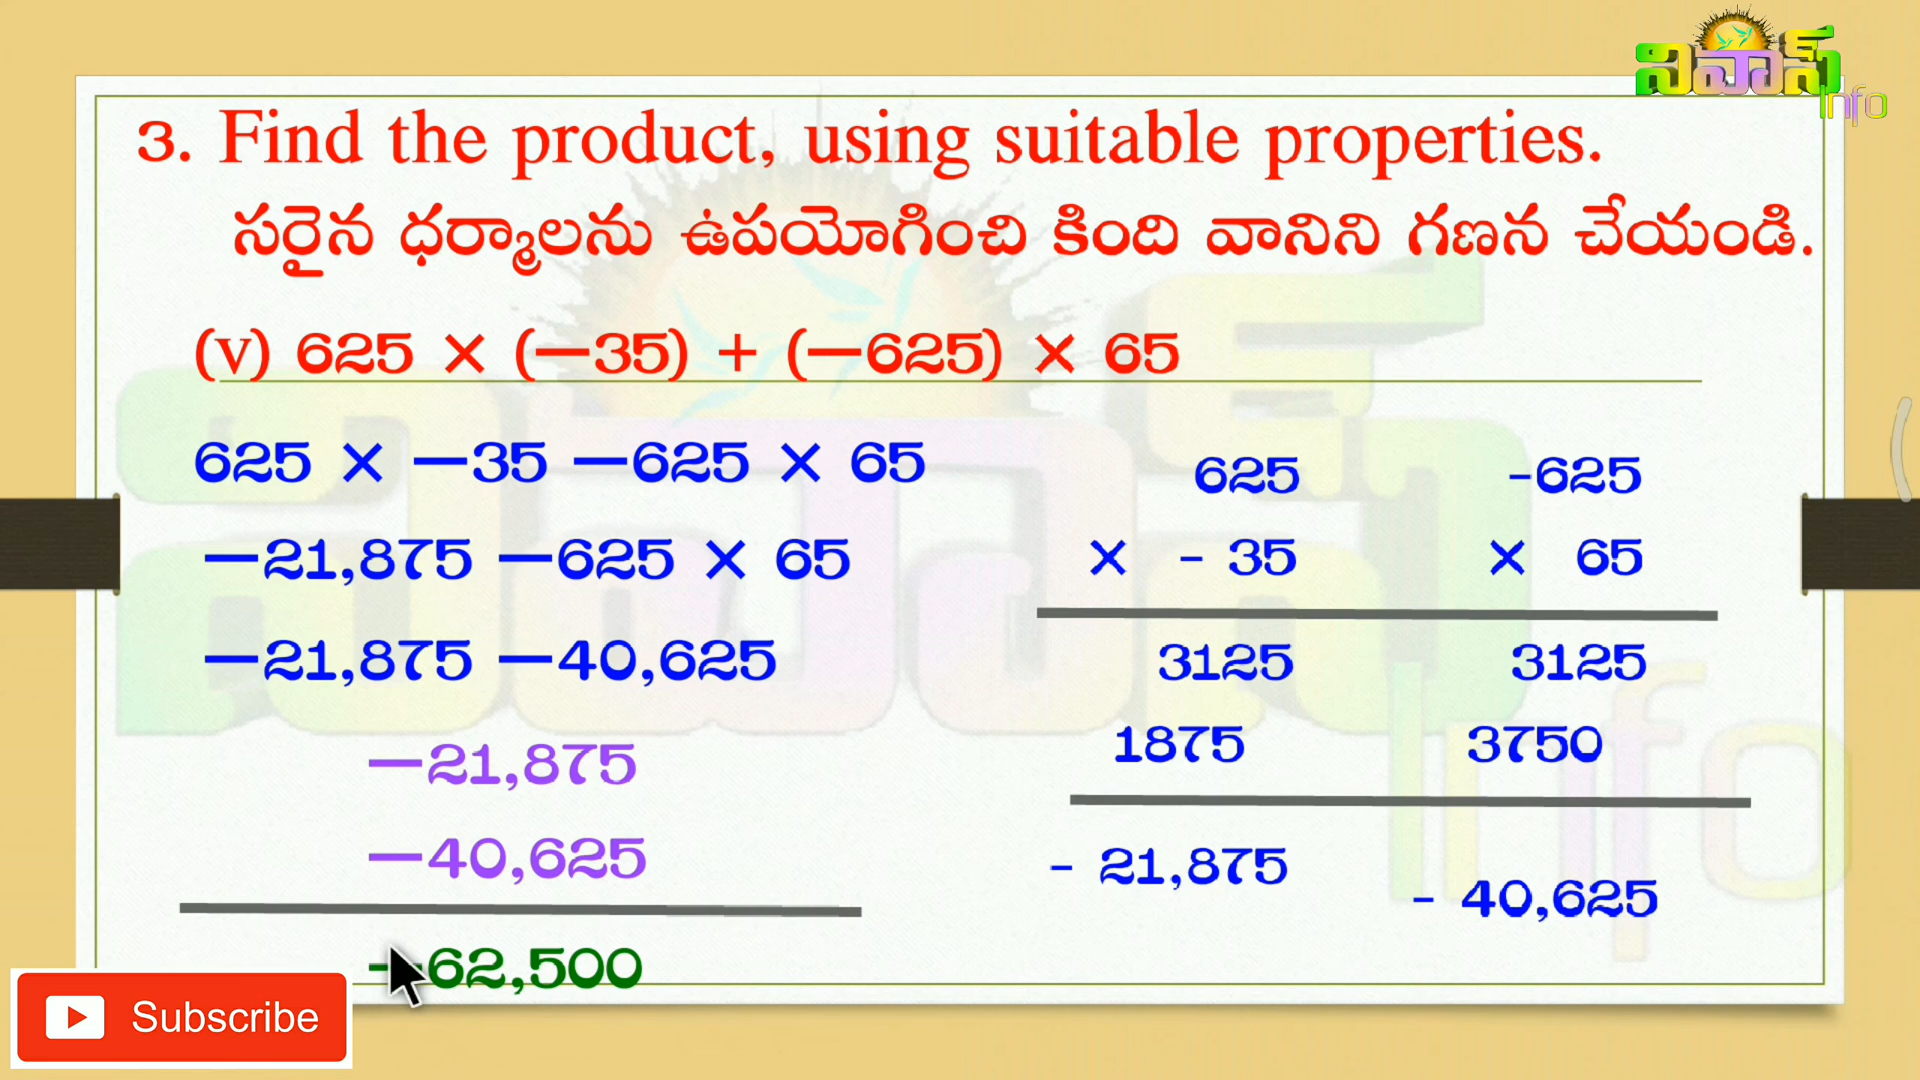 నివాస్
info
3. Find the product, using suitable properties.
సరైన ధర్మాలను ఉపయోగించి కింది వానిని గణన చేయండి.
(v) 625 × (—35) + (—625) × 65
625 × —35 —625 × 65
—21,875 —625 × 65
—21,875 —40,625
—21,875
—40,625
—62,500
625
× - 35
3125
1875
- 21,875
-625
× 65
3125
3750
- 40,625
Subscribe